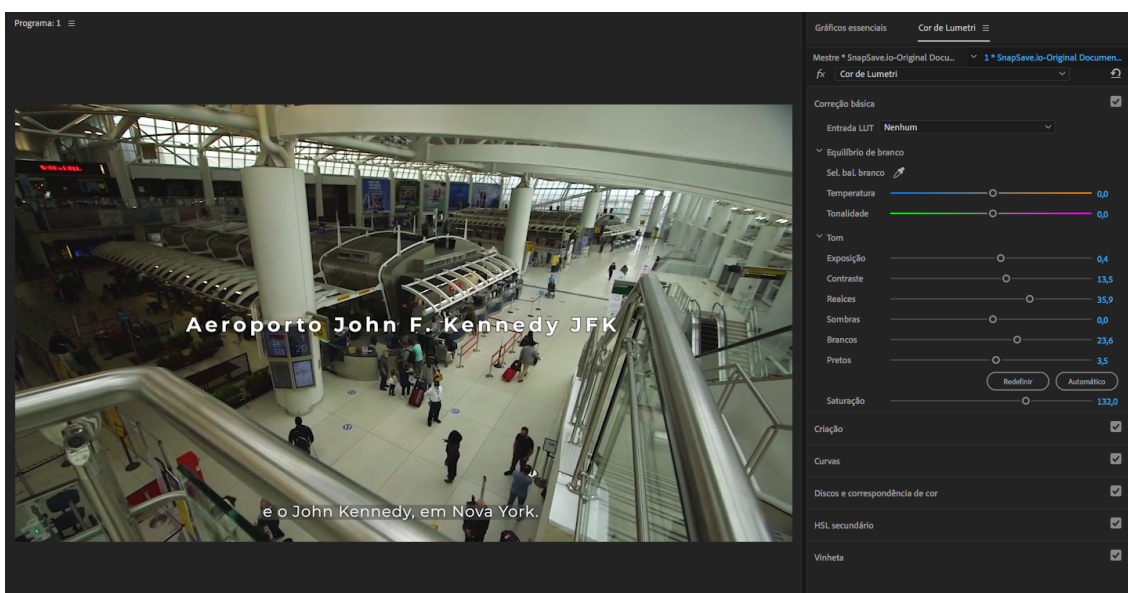 Programa: 1
Gráficos essenciais
Cor de Lumetri
Mestre * SnapSave.io-Original Docu...
1 * SnapSave.io-Original Documen...
fx Cor de Lumetri
Correção básica
Entrada LUT Nenhum
Equilíbrio de branco
Sel. bal. branco
Temperatura 0,0
Tonalidade 0,0
Tom
Exposição 0,4
Contraste 13,5
Realces 35,9
Sombras 0,0
Brancos 23,6
Pretos 3,5
Redefinir Automático
Saturação 132,0
Criação
Curvas
Discos e correspondência de cor
HSL secundário
Vinheta
20
Aeroporto John F. Kennedy JFK
e o John Kennedy, em Nova York.